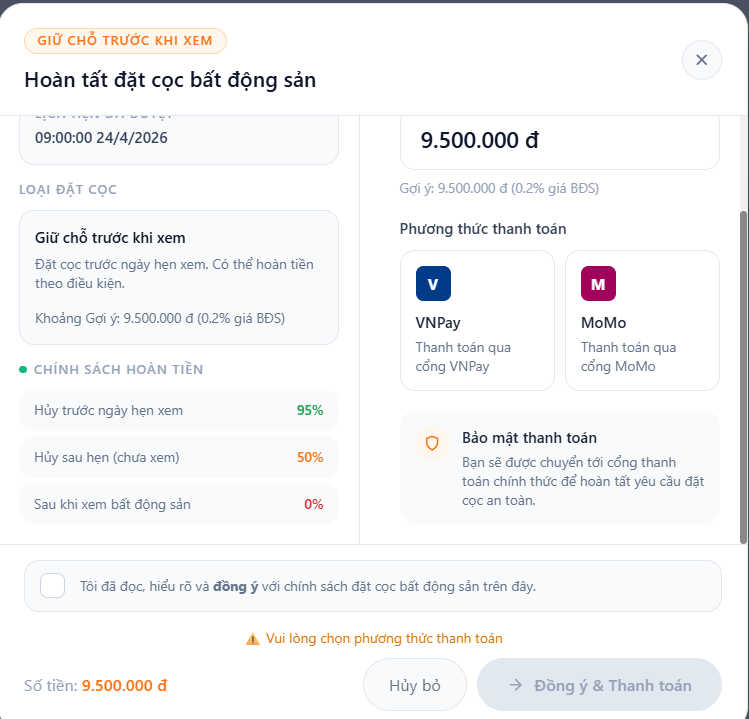 GIỮ CHỖ TRƯỚC KHI XEM
Hoàn tất đặt cọc bất động sản
LỊCH HẸN ĐÃ DUYỆT
09:00:00 24/4/2026
LOẠI ĐẶT CỌC
Giữ chỗ trước khi xem
Đặt cọc trước ngày hẹn xem. Có thể hoàn tiền
theo điều kiện.
Khoảng Gợi ý: 9.500.000 đ (0.2% giá BĐS)
CHÍNH SÁCH HOÀN TIỀN
Hủy trước ngày hẹn xem 95%
Hủy sau hẹn (chưa xem) 50%
Sau khi xem bất động sản 0%
9.500.000 đ
Gợi ý: 9.500.000 đ (0.2% giá BĐS)
Phương thức thanh toán
V
VNPay
Thanh toán qua
cổng VNPay
M
MoMo
Thanh toán qua
cổng MoMo
Bảo mật thanh toán
Bạn sẽ được chuyển tới cổng thanh
toán chính thức để hoàn tất yêu cầu đặt
cọc an toàn.
Tôi đã đọc, hiểu rõ và đồng ý với chính sách đặt cọc bất động sản trên đây.
Vui lòng chọn phương thức thanh toán
Số tiền: 9.500.000 đ
Hủy bỏ
Đồng ý & Thanh toán